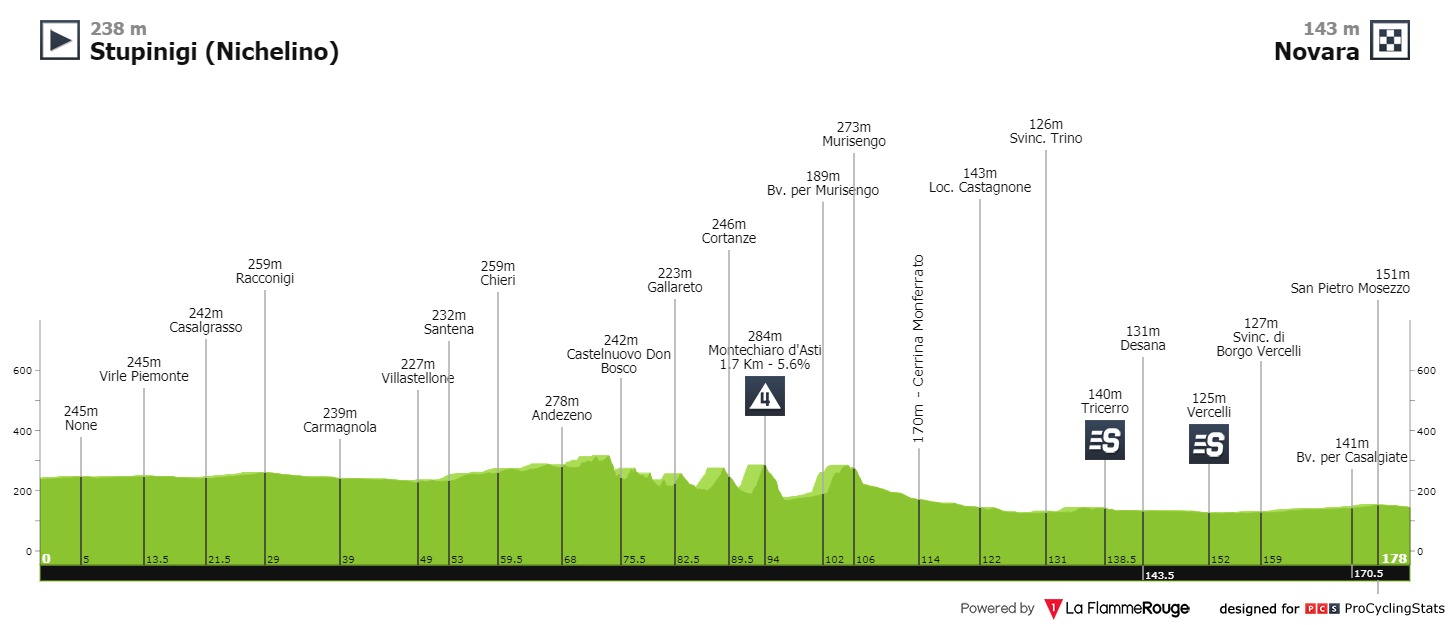 238 m
Stupinigi (Nichelino)
143 m
Novara
245m
None
245m
Virle Piemonte
242m
Casalgrasso
259m
Racconigi
239m
Carmagnola
227m
Villastellone
232m
Santena
259m
Chieri
278m
Andezeno
242m
Castelnuovo Don
Bosco
223m
Gallareto
246m
Cortanze
284m
Montechiaro d'Asti
1.7 Km - 5.6%
4
189m
Bv. per Murisengo
273m
Murisengo
170m - Cerrina Monferrato
143m
Loc. Castagnone
126m
Svinc. Trino
140m
Tricerro
S
131m
Desana
125m
Vercelli
S
127m
Svinc. di
Borgo Vercelli
141m
Bv. per Casalgiate
151m
San Pietro Mosezzo
600
400
200
0
600
400
200
0
0 5 13.5 21.5 29 39 49 53 59.5 68 75.5 82.5 89.5 94 102 106 114 122 131 138.5 152 159 178
143.5 170.5
Powered by 1 La FlammeRouge designed for PCS ProCyclingStats